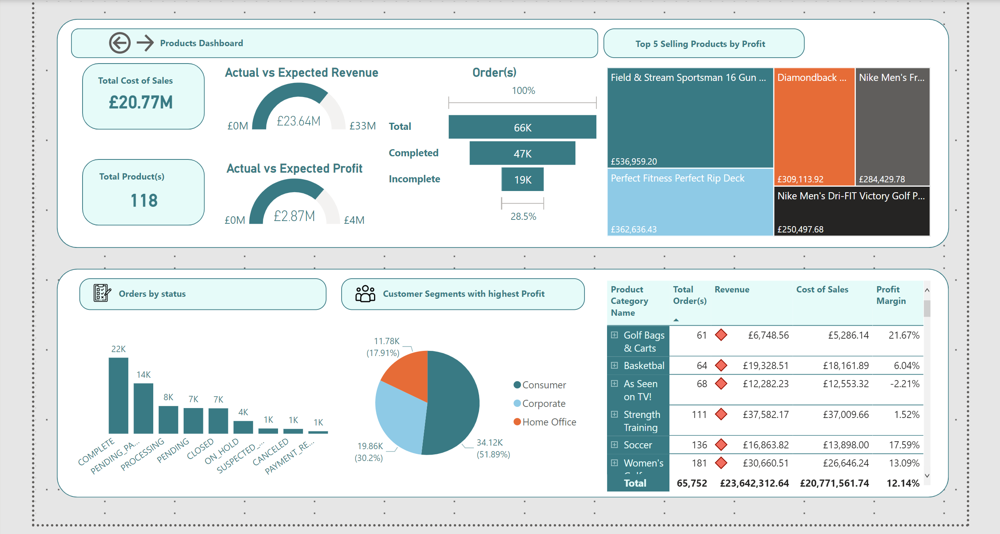 Products Dashboard
Top 5 Selling Products by Profit
Total Cost of Sales
£20.77M
Total Product(s)
118
Actual vs Expected Revenue
£0M
£23.64M
£33M
Actual vs Expected Profit
£0M
£2.87M
£4M
Order(s)
100%
Total
66K
Completed
47K
Incomplete
19K
28.5%
Field & Stream Sportsman 16 Gun ...
£536,959.20
Perfect Fitness Perfect Rip Deck
£362,636.43
Diamondback ...
£309,113.92
Nike Men's Fr...
£284,429.78
Nike Men's Dri-FIT Victory Golf P...
£250,497.68
Orders by status
22K
14K
8K
7K
7K
4K
1K
1K
1K
COMPLETE
PENDING_PA...
PROCESSING
PENDING
CLOSED
ON_HOLD
SUSPECTED_...
CANCELED
PAYMENT_RE...
Customer Segments with highest Profit
11.78K
(17.91%)
19.86K
(30.2%)
34.12K
(51.89%)
Consumer
Corporate
Home Office
Product Category Name Total Order(s) Revenue Cost of Sales Profit Margin
Golf Bags & Carts 61 £6,748.56 £5,286.14 21.67%
Basketbal 64 £19,328.51 £18,161.89 6.04%
As Seen on TV! 68 £12,282.23 £12,553.32 -2.21%
Strength Training 111 £37,582.17 £37,009.66 1.52%
Soccer 136 £16,863.82 £13,898.00 17.59%
Women's 181 £30,660.51 £26,646.24 13.09%
Total 65,752 £23,642,312.64 £20,771,561.74 12.14%